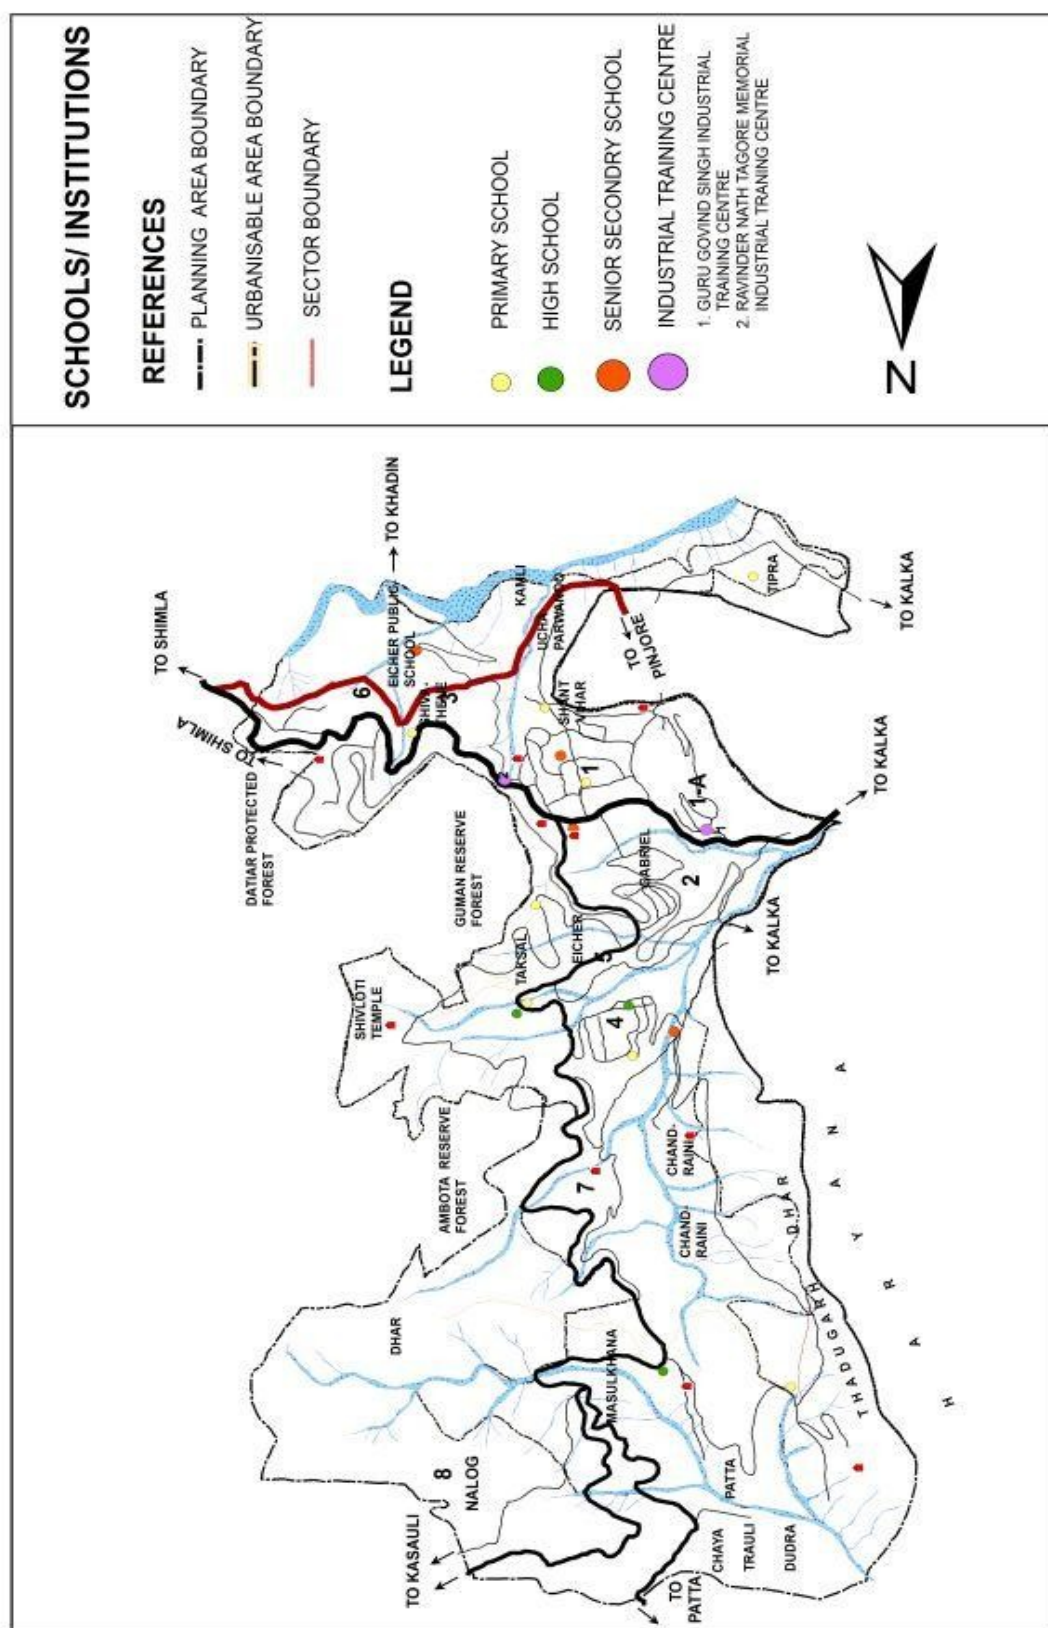 SCHOOLS/ INSTITUTIONS
REFERENCES
PLANNING AREA BOUNDARY
URBANISABLE AREA BOUNDARY
SECTOR BOUNDARY
LEGEND
PRIMARY SCHOOL
HIGH SCHOOL
SENIOR SECONDRY SCHOOL
INDUSTRIAL TRAINING CENTRE
1. GURU GOVIND SINGH INDUSTRIAL
TRAINING CENTRE
2. RAVINDER NATH TAGORE MEMORIAL
INDUSTRIAL TRANING CENTRE
N
TO SHIMLA
TO SHIMLA
TO KHADIN
DATIAR PROTECTED
FOREST
6
EICHER PUBLIC
SCHOOL
3
KAMLI
UCHA
PARWANOO
TO
PINJORE
TIPRA
TO KALKA
SHANT
VIHAR
2
1
1-A
TO KALKA
GUMAN RESERVE
FOREST
GABRIEL
2
TAKSAL
EICHER
5
TO KALKA
SHIVLOTI
TEMPLE
4
AMBOTA RESERVE
FOREST
7
CHAND-
RAINI
CHAND-
RAINI
DHAR
HARYANA
THADUGARH
DHAR
MASULKHANA
8
NALOG
TO KASAULI
PATTA
CHAYA
TRAULI
DUDRA
TO
PATTA